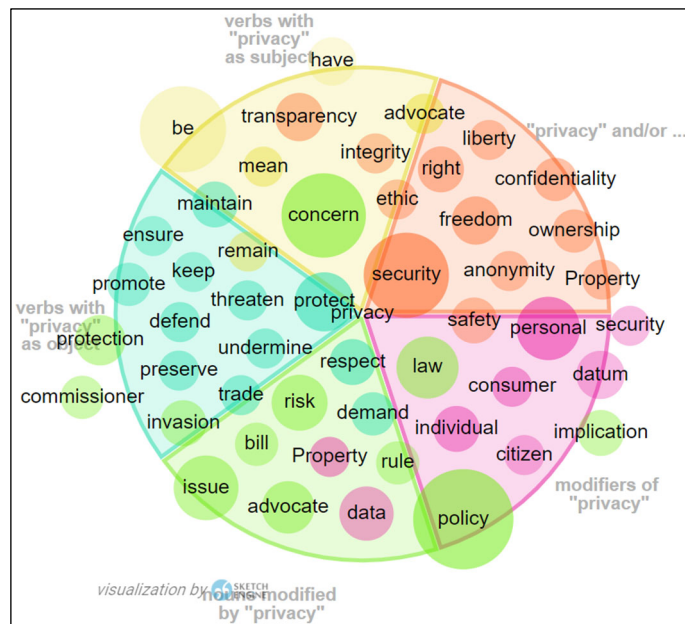 verbs with
"privacy"
as subject
have
be
transparency
advocate
"privacy" and/or ...
liberty
mean
integrity
right
confidentiality
maintain
concern
ethic
freedom
ownership
ensure
remain
keep
security
anonymity
Property
promote
threaten
protect
privacy
verbs with
"privacy"
as object
protection
defend
safety
personal
security
undermine
respect
law
preserve
consumer
datum
commissioner
trade
risk
demand
individual
implication
invasion
bill
Property
rule
citizen
modifiers of
"privacy"
issue
advocate
data
policy
visualization by SKETCH
ENGINE
nouns modified
by "privacy"